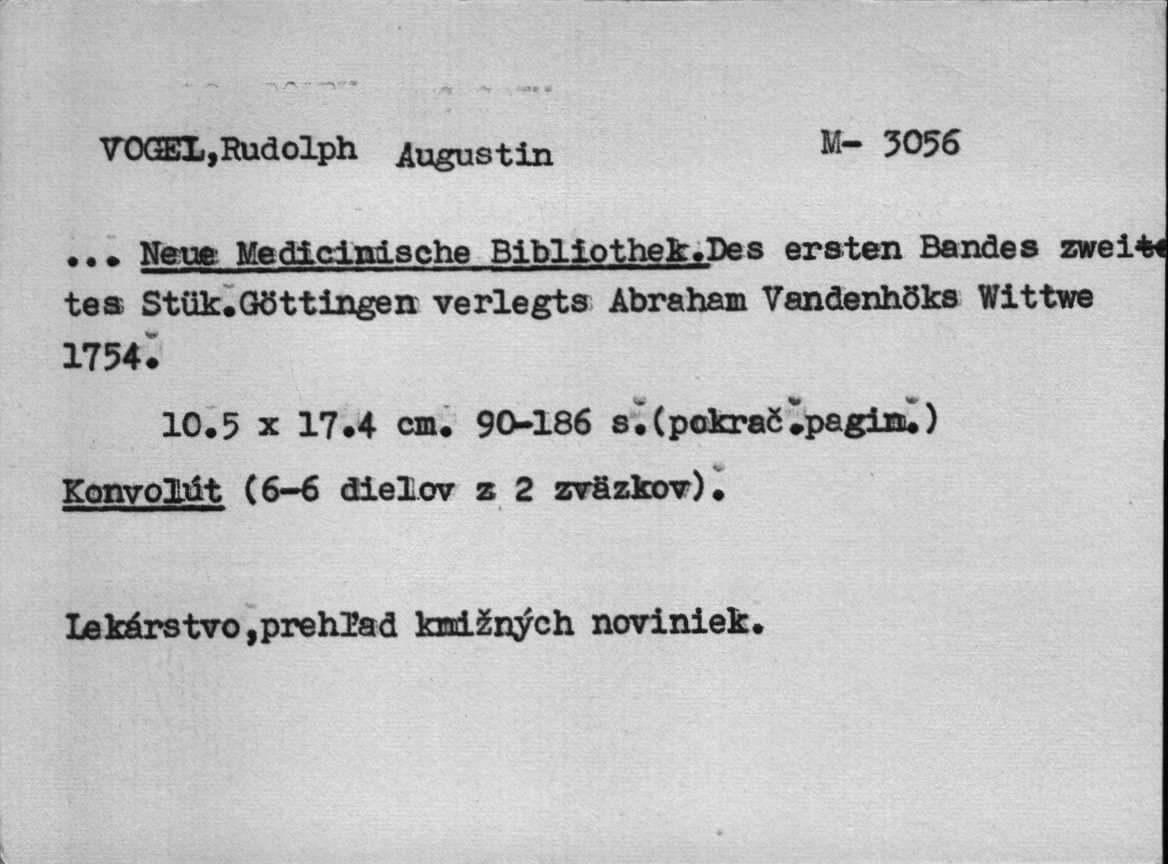 VOGEL,Rudolph Augustin M- 3056
... Neue Medicinische Bibliothek.Des ersten Bandes zweite
tes Stük.Göttingen verlegts Abraham Vandenhöks Wittwe
1754.
10.5 x 17.4 cm. 90-186 s.(pokrač.pagin.)
Konvolút (6-6 dielov z 2 zväzkov).
Lekárstvo,prehľad knižných noviniek.